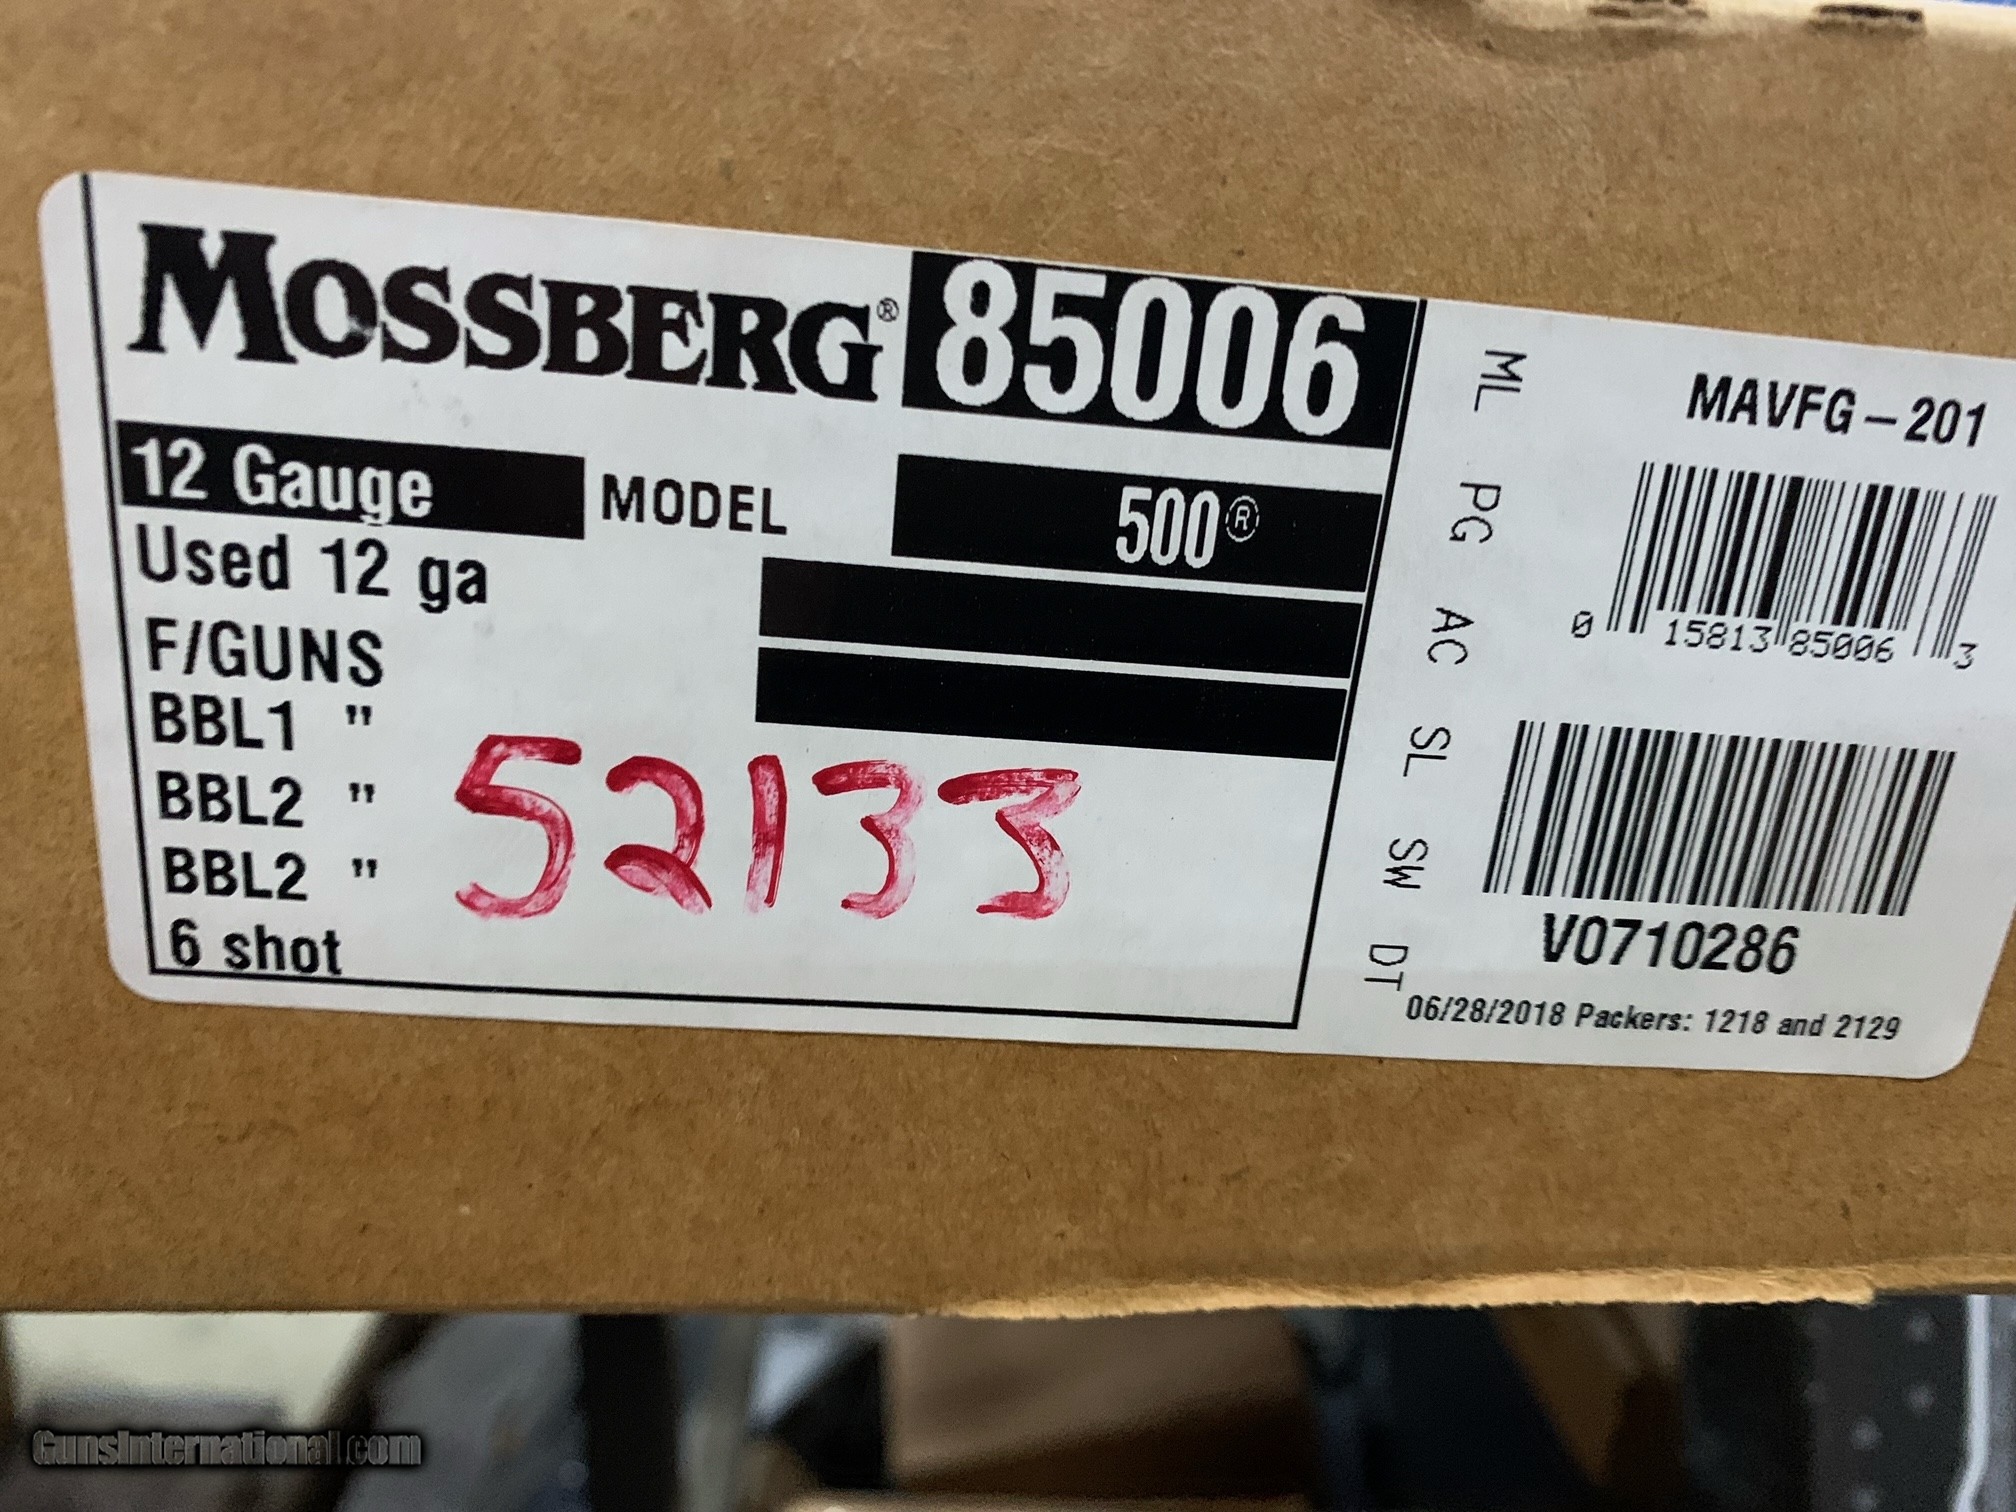 MOSSBERG® 85006
12 Gauge MODEL 500®
Used 12 ga
F/GUNS
BBL1 "
BBL2 "
BBL2 "
6 shot
52133
ML PG AC SL SW DT
MAVFG-201
0 15813 85006 3
V0710286
06/28/2018 Packers: 1218 and 2129
GunsInternational.com